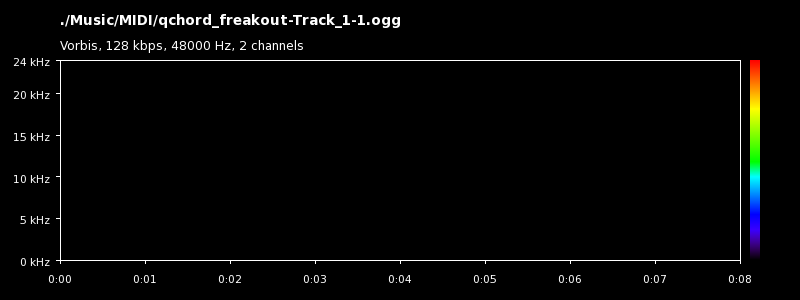 ./Music/MIDI/qchord_freakout-Track_1-1.ogg
Vorbis, 128 kbps, 48000 Hz, 2 channels
24 kHz
20 kHz
15 kHz
10 kHz
5 kHz
0 kHz
0:00 0:01 0:02 0:03 0:04 0:05 0:06 0:07 0:08